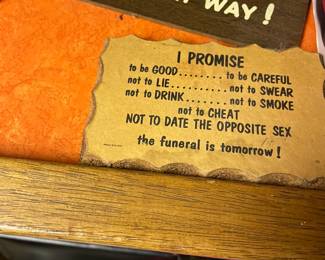 WAY!
I PROMISE
to be GOOD........to be CAREFUL
not to LIE..........not to SWEAR
not to DRINK.......not to SMOKE
not to CHEAT
NOT TO DATE THE OPPOSITE SEX
the funeral is tomorrow!